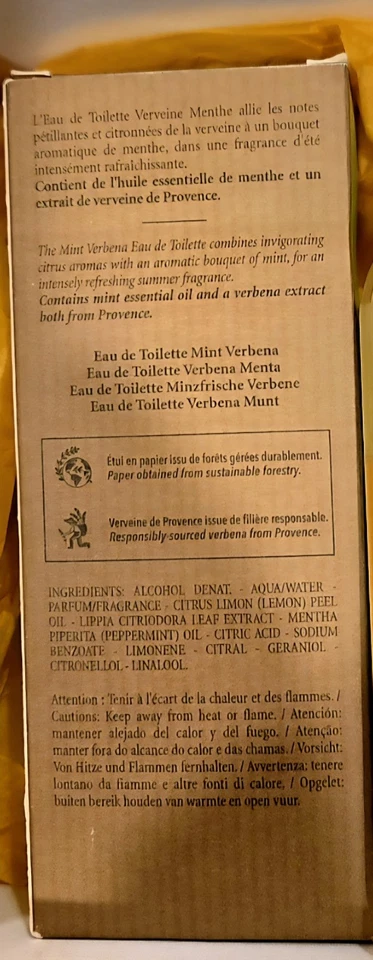 L'Eau de Toilette Verveine Menthe allie les notes
pétillantes et citronnées de la verveine à un bouquet
aromatique de menthe, dans une fragrance d'été
intensément rafraîchissante.
Contient de l'huile essentielle de menthe et un
extrait de verveine de Provence.
The Mint Verbena Eau de Toilette combines invigorating
citrus aromas with an aromatic bouquet of mint, for an
intensely refreshing summer fragrance.
Contains mint essential oil and a verbena extract
both from Provence.
Eau de Toilette Mint Verbena
Eau de Toilette Verbena Menta
Eau de Toilette Minzfrische Verbene
Eau de Toilette Verbena Munt
Étui en papier issu de forêts gérées durablement.
Paper obtained from sustainable forestry.
Verveine de Provence issue de filière responsable.
Responsibly-sourced verbena from Provence.
INGREDIENTS: ALCOHOL DENAT. - AQUA/WATER -
PARFUM/FRAGRANCE - CITRUS LIMON (LEMON) PEEL
OIL - LIPPIA CITRIODORA LEAF EXTRACT - MENTHA
PIPERITA (PEPPERMINT) OIL - CITRIC ACID - SODIUM
BENZOATE - LIMONENE - CITRAL - GERANIOL -
CITRONELLOL - LINALOOL.
Attention : Tenir à l'écart de la chaleur et des flammes. /
Cautions: Keep away from heat or flame. / Atención:
mantener alejado del calor y del fuego. / Atenção:
manter fora do alcance do calor e das chamas. / Vorsicht:
Von Hitze und Flammen fernhalten. / Avvertenza: tenere
lontano da fiamme e altre fonti di calore. / Opgelet:
buiten bereik houden van warmte en open vuur.